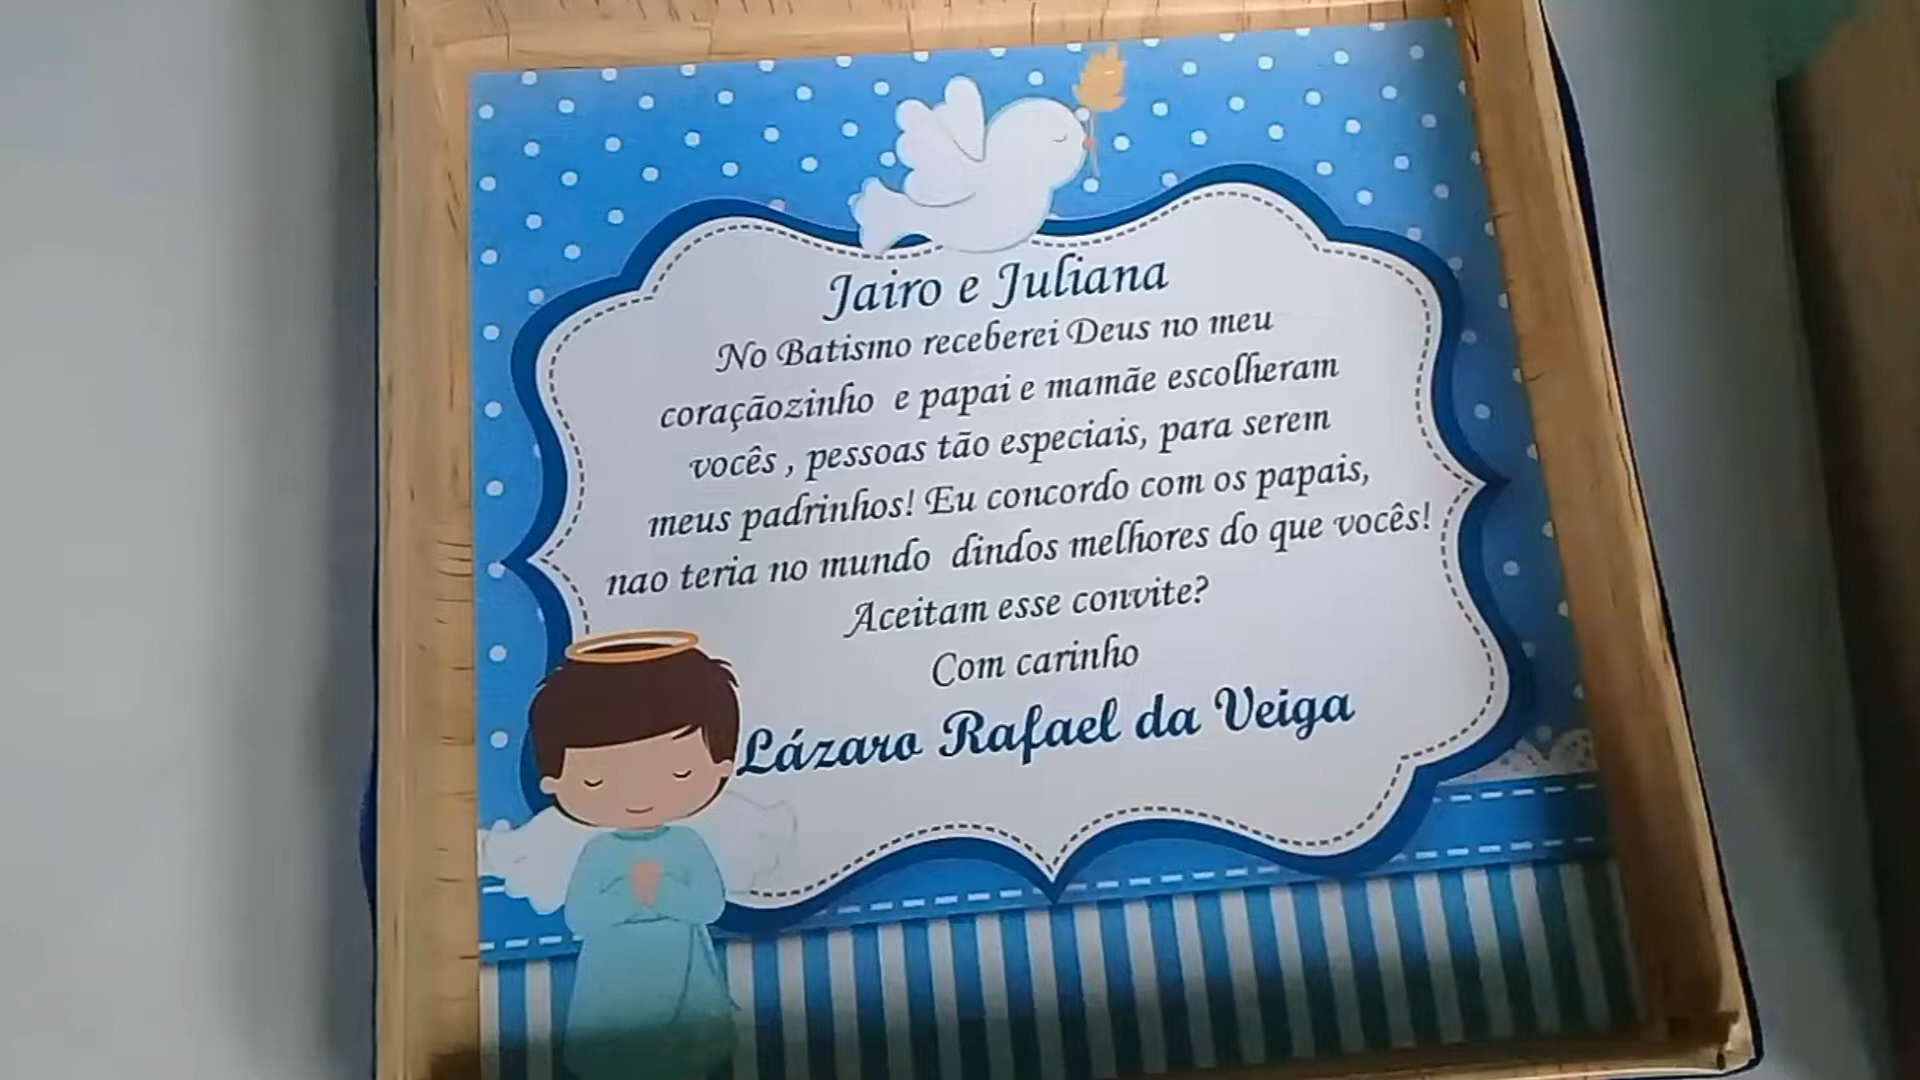 Jairo e Juliana
No Batismo receberei Deus no meu
coraçãozinho e papai e mamãe escolheram
vocês , pessoas tão especiais, para serem
meus padrinhos! Eu concordo com os papais,
nao teria no mundo dindos melhores do que vocês!
Aceitam esse convite?
Com carinho
Lázaro Rafael da Veiga